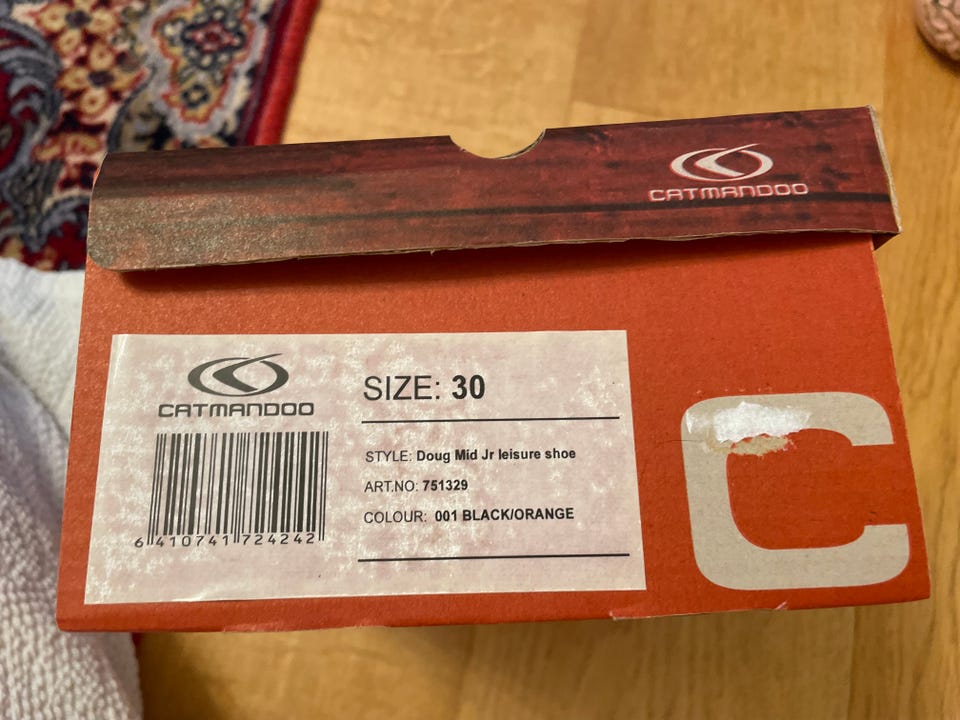 CATMANDOO
CATMANDOO
SIZE: 30
STYLE: Doug Mid Jr leisure shoe
ART.NO: 751329
COLOUR: 001 BLACK/ORANGE
6 410741 724242
C